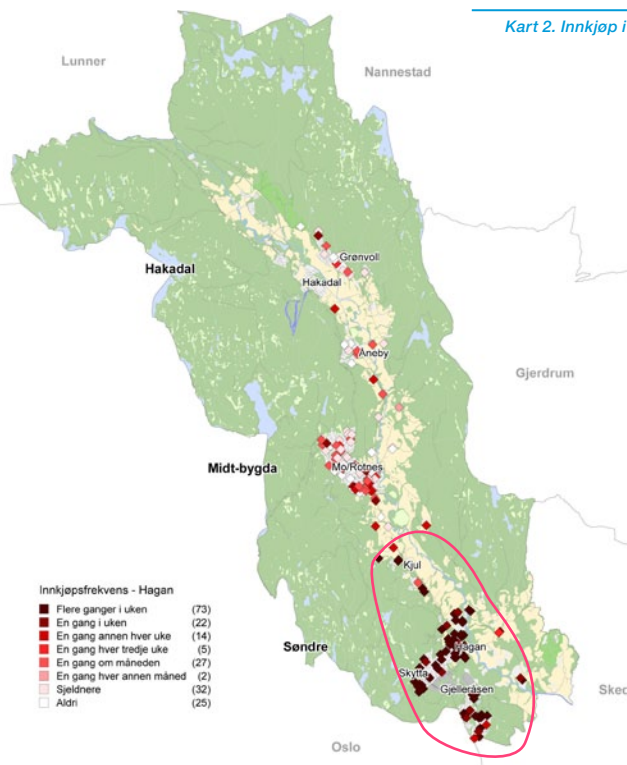 Kart 2. Innkjøp i
Lunner
Nannestad
Grønvoll
Hakadal
Hakadal
Åneby
Gjerdrum
Midt-bygda
Mo/Rotnes
Kjul
Innkjøpsfrekvens - Hagan
Flere ganger i uken (73)
En gang i uken (22)
En gang annen hver uke (14)
En gang hver tredje uke (5)
En gang om måneden (27)
En gang hver annen måned (2)
Sjeldnere (32)
Aldri (25)
Søndre
Hagan
Skytta
Gjelleråsen
Sked
Oslo